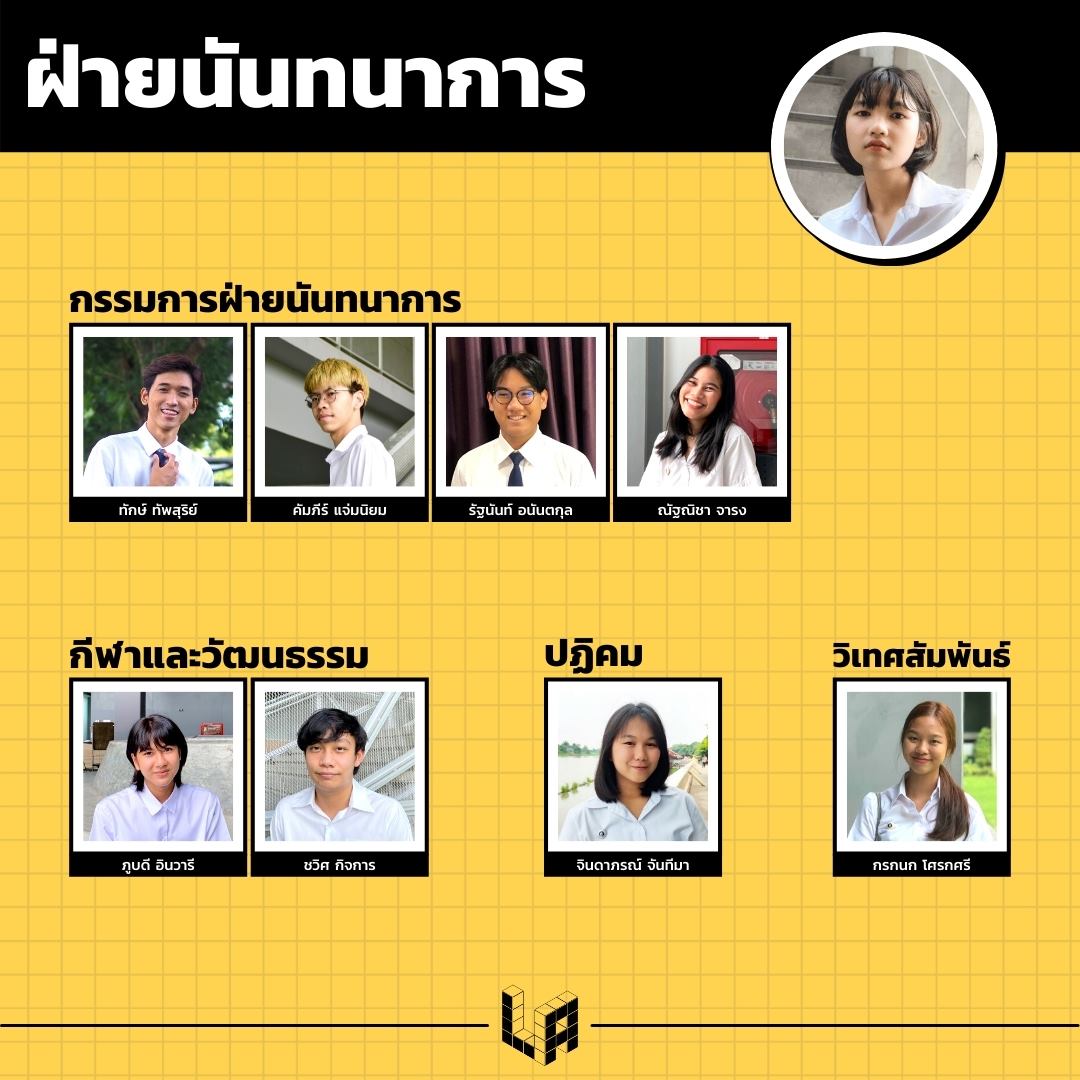 ฝ่ายนันทนาการ
กรรมการฝ่ายนันทนาการ
ทักษ์ ทัพสุริย์
คัมภีร์ แจ่มนิยม
รัฐนันท์ อนันตกุล
ณัฐณิชา จารง
กีฬาและวัฒนธรรม
ปฏิคม
วิเทศสัมพันธ์
ภูบดี อินวารี
ชวิศ กิจการ
จินดาภรณ์ จันทีมา
กรกนก โศรกศรี
LA